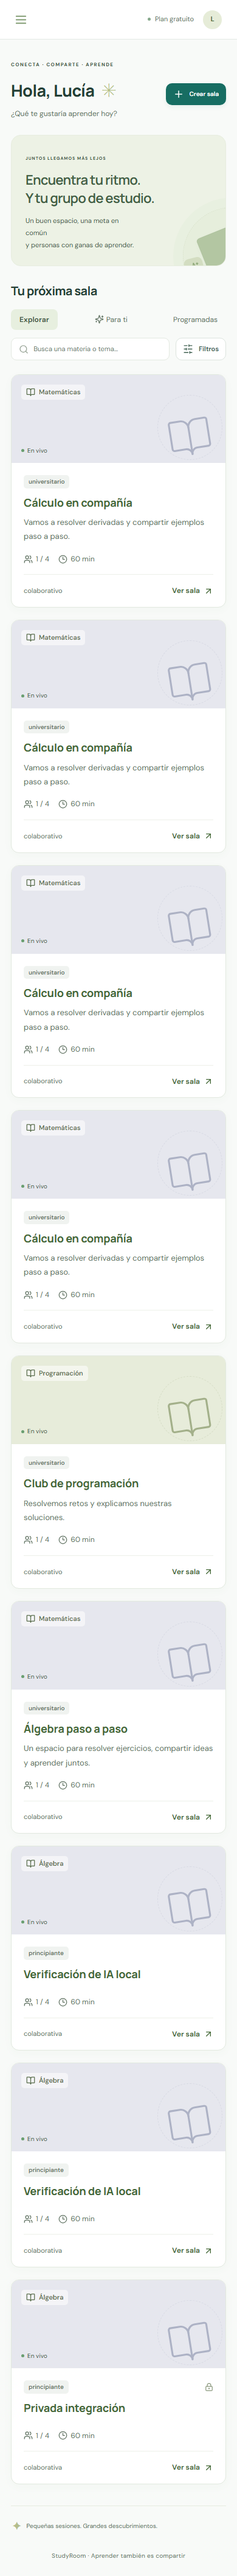 Plan gratuito
L
CONECTA · COMPARTE · APRENDE
Hola, Lucía
Crear sala
¿Qué te gustaría aprender hoy?
JUNTOS LLEGAMOS MÁS LEJOS
Encuentra tu ritmo.
Y tu grupo de estudio.
Un buen espacio, una meta en
común
y personas con ganas de aprender.
Tu próxima sala
Explorar
Para ti
Programadas
Busca una materia o tema...
Filtros
Matemáticas
En vivo
universitario
Cálculo en compañía
Vamos a resolver derivadas y compartir ejemplos
paso a paso.
1 / 4 60 min
colaborativo
Ver sala
Matemáticas
En vivo
universitario
Cálculo en compañía
Vamos a resolver derivadas y compartir ejemplos
paso a paso.
1 / 4 60 min
colaborativo
Ver sala
Matemáticas
En vivo
universitario
Cálculo en compañía
Vamos a resolver derivadas y compartir ejemplos
paso a paso.
1 / 4 60 min
colaborativo
Ver sala
Matemáticas
En vivo
universitario
Cálculo en compañía
Vamos a resolver derivadas y compartir ejemplos
paso a paso.
1 / 4 60 min
colaborativo
Ver sala
Programación
En vivo
universitario
Club de programación
Resolvemos retos y explicamos nuestras
soluciones.
1 / 4 60 min
colaborativo
Ver sala
Matemáticas
En vivo
universitario
Álgebra paso a paso
Un espacio para resolver ejercicios, compartir ideas
y aprender juntos.
1 / 4 60 min
colaborativo
Ver sala
Álgebra
En vivo
principiante
Verificación de IA local
1 / 4 60 min
colaborativa
Ver sala
Álgebra
En vivo
principiante
Verificación de IA local
1 / 4 60 min
colaborativa
Ver sala
Álgebra
En vivo
principiante
Privada integración
1 / 4 60 min
colaborativa
Ver sala
Pequeñas sesiones. Grandes descubrimientos.
StudyRoom · Aprender también es compartir